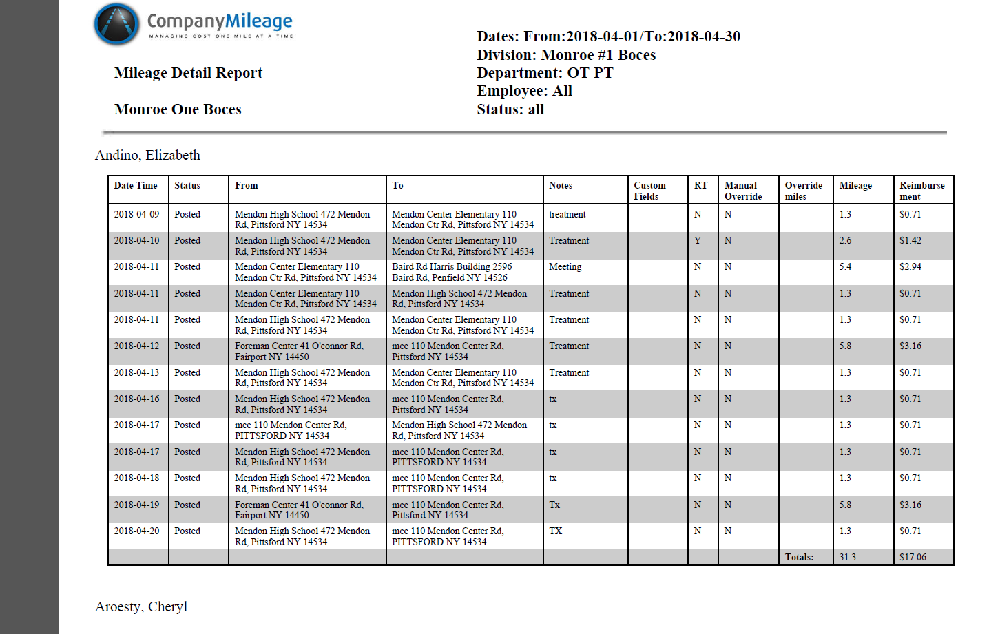 CompanyMileage
MANAGING COST ONE MILE AT A TIME
Mileage Detail Report
Monroe One Boces
Dates: From:2018-04-01/To:2018-04-30
Division: Monroe #1 Boces
Department: OT PT
Employee: All
Status: all
Andino, Elizabeth
Date Time Status From To Notes Custom Fields RT Manual Override Override miles Mileage Reimburse ment
2018-04-09 Posted Mendon High School 472 Mendon Rd, Pittsford NY 14534 Mendon Center Elementary 110 Mendon Ctr Rd, Pittsford NY 14534 treatment N N 1.3 $0.71
2018-04-10 Posted Mendon High School 472 Mendon Rd, Pittsford NY 14534 Mendon Center Elementary 110 Mendon Ctr Rd, Pittsford NY 14534 Treatment Y N 2.6 $1.42
2018-04-11 Posted Mendon Center Elementary 110 Mendon Ctr Rd, Pittsford NY 14534 Baird Rd Harris Building 2596 Baird Rd, Penfield NY 14526 Meeting N N 5.4 $2.94
2018-04-11 Posted Mendon Center Elementary 110 Mendon Ctr Rd, Pittsford NY 14534 Mendon High School 472 Mendon Rd, Pittsford NY 14534 Treatment N N 1.3 $0.71
2018-04-11 Posted Mendon High School 472 Mendon Rd, Pittsford NY 14534 Mendon Center Elementary 110 Mendon Ctr Rd, Pittsford NY 14534 Treatment N N 1.3 $0.71
2018-04-12 Posted Foreman Center 41 O'connor Rd, Fairport NY 14450 mce 110 Mendon Center Rd, Pittsford NY 14534 Treatment N N 5.8 $3.16
2018-04-13 Posted Mendon High School 472 Mendon Rd, Pittsford NY 14534 Mendon Center Elementary 110 Mendon Ctr Rd, Pittsford NY 14534 Treatment N N 1.3 $0.71
2018-04-16 Posted Mendon High School 472 Mendon Rd, Pittsford NY 14534 mce 110 Mendon Center Rd, Pittsford NY 14534 tx N N 1.3 $0.71
2018-04-17 Posted mce 110 Mendon Center Rd, PITTSFORD NY 14534 Mendon High School 472 Mendon Rd, Pittsford NY 14534 tx N N 1.3 $0.71
2018-04-17 Posted Mendon High School 472 Mendon Rd, Pittsford NY 14534 mce 110 Mendon Center Rd, PITTSFORD NY 14534 tx N N 1.3 $0.71
2018-04-18 Posted Mendon High School 472 Mendon Rd, Pittsford NY 14534 mce 110 Mendon Center Rd, PITTSFORD NY 14534 tx N N 1.3 $0.71
2018-04-19 Posted Foreman Center 41 O'connor Rd, Fairport NY 14450 mce 110 Mendon Center Rd, Pittsford NY 14534 Tx N N 5.8 $3.16
2018-04-20 Posted Mendon High School 472 Mendon Rd, Pittsford NY 14534 mce 110 Mendon Center Rd, PITTSFORD NY 14534 TX N N 1.3 $0.71
Totals: 31.3 $17.06
Aroesty, Cheryl